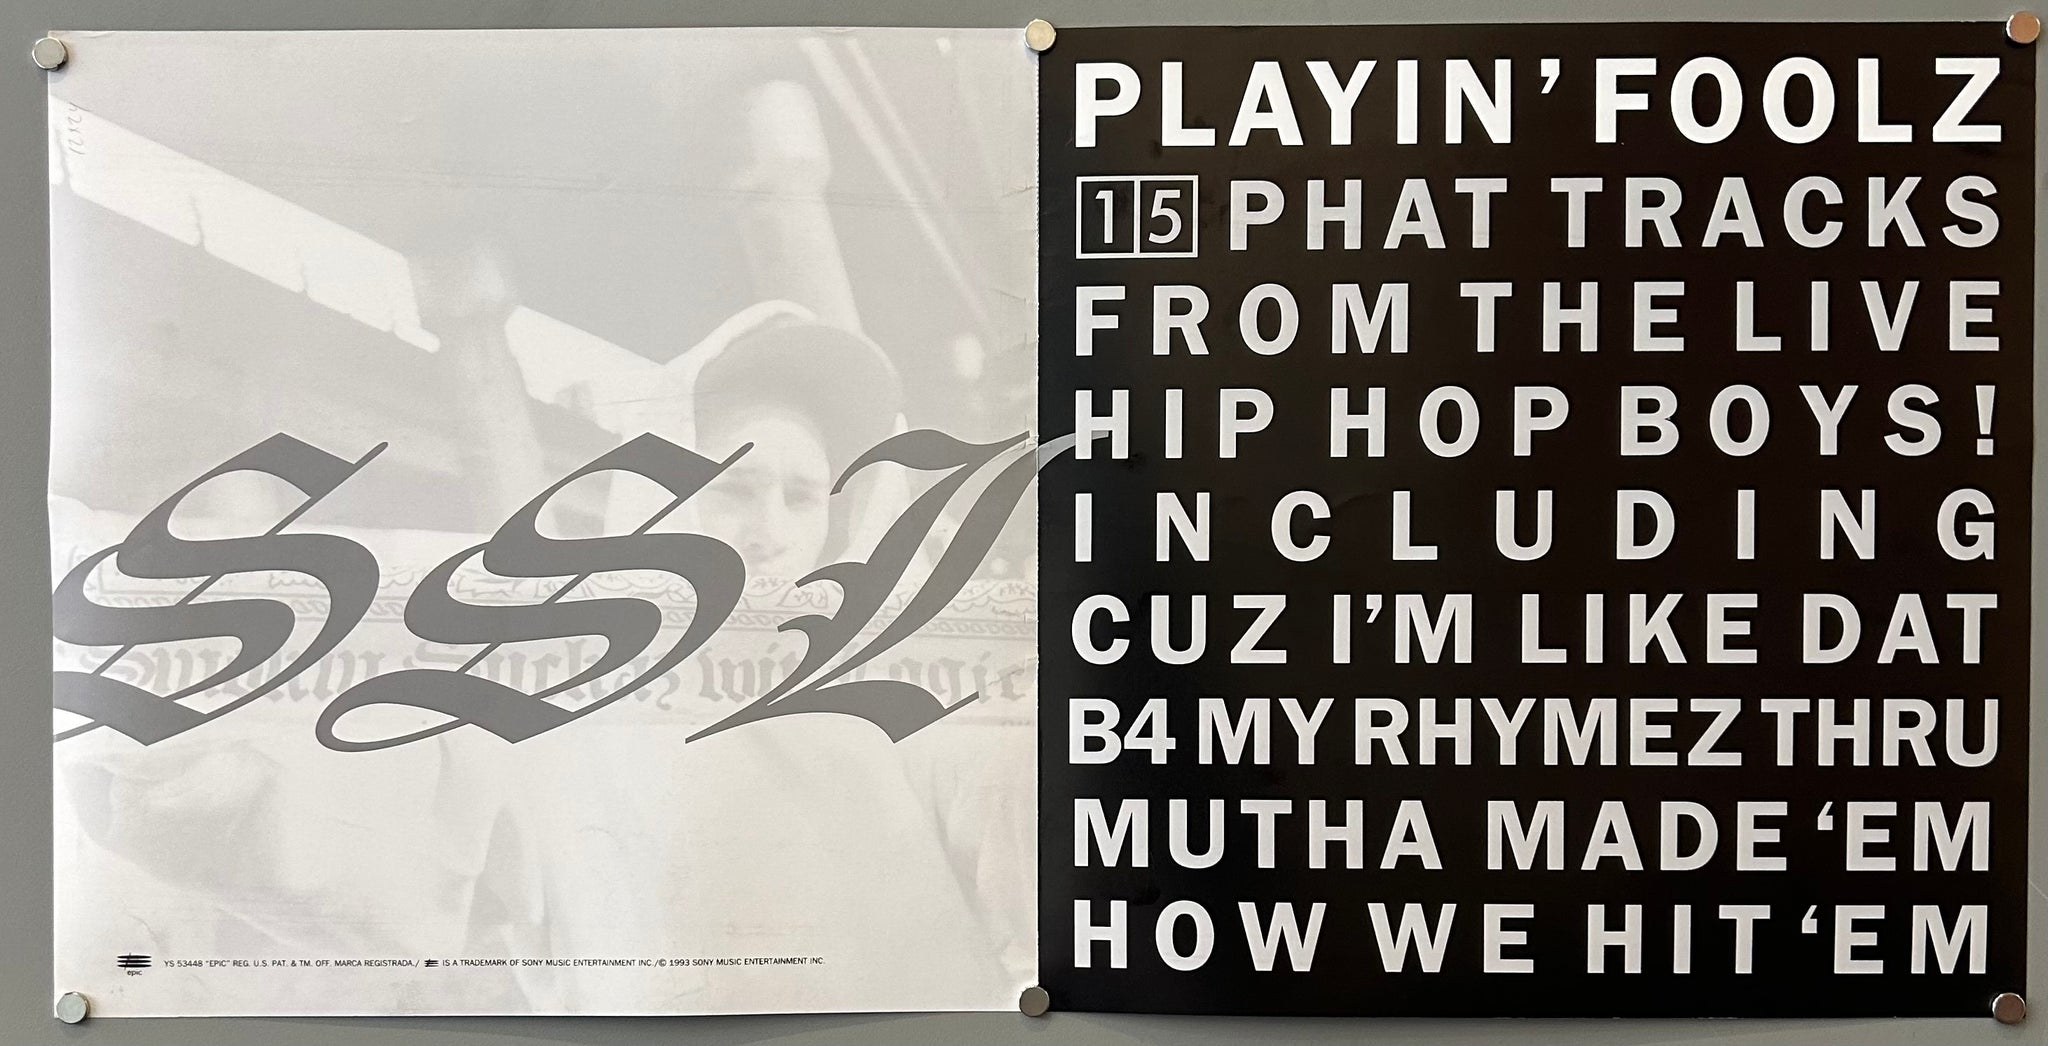 12x24
SSL
epic
YS 53448 "EPIC" REG. U.S. PAT. & TM. OFF. MARCA REGISTRADA./ IS A TRADEMARK OF SONY MUSIC ENTERTAINMENT INC./© 1993 SONY MUSIC ENTERTAINMENT INC.
PLAYIN' FOOLZ
15 PHAT TRACKS
FROM THE LIVE
HIP HOP BOYS!
INCLUDING
CUZ I'M LIKE DAT
B4 MY RHYMEZ THRU
MUTHA MADE 'EM
HOW WE HIT 'EM